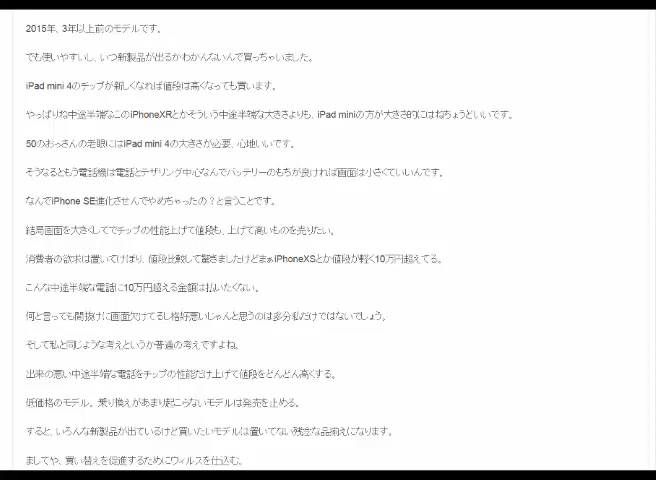 2015年、3年以上前のモデルです。
でも使いやすいし、いつ新製品が出るかわかんないんで買っちゃいました。
iPad mini 4のチップが新しくなれば値段は高くなっても買います。
やっぱりね中途半端なこのiPhoneXRとかそういう中途半端な大きさよりも、iPad miniの方が大きさ的にはねちょうどいいです。
50のおっさんの老眼にはiPad mini 4の大きさが必要、心地いいです。
そうなるともう電話機は電話とテザリング中心なんでバッテリーのもちが良ければ画面は小さくていいんです。
なんでiPhone SE進化させんでやめちゃったの？と言うことです。
結局画面を大きくしてでチップの性能上げて値段も、上げて高いものを売りたい。
消費者の欲求は置いてけぼり、値段比較して驚きましたけどまぁiPhoneXSとか値段が軽く10万円超えてる。
こんな中途半端な電話に10万円超える金額は払いたくない。
何と言っても間抜けに画面欠けてるし格好悪いじゃんと思うのは多分私だけではないでしょう。
そして私と同じような考えというか普通の考えですよね。
出来の悪い中途半端な電話をチップの性能だけ上げて値段をどんどん高くする。
低価格のモデル。乗り換えがあまり起こらないモデルは発売を止める。
すると、いろんな新製品が出ているけど買いたいモデルは置いてない残念な品揃えになります。
ましてや、買い替えを促進するためにウィルスを仕込む。